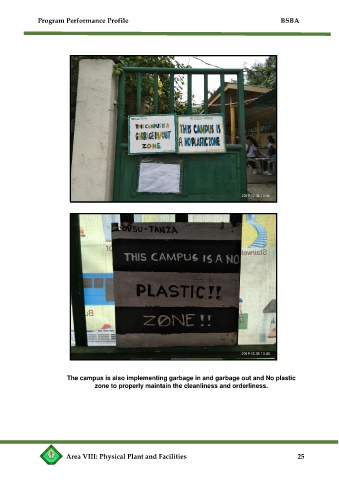 Program Performance Profile BSBA
THIS CAMPUS IS A
GARBAGE IN/OUT
ZONE
THIS CAMPUS IS
A NO PLASTIC ZONE
SU-TANZA
THIS CAMPUS IS A NO
PLASTIC!!
ZONE!!
The campus is also implementing garbage in and garbage out and No plastic
zone to properly maintain the cleanliness and orderliness.
Area VIII: Physical Plant and Facilities 25